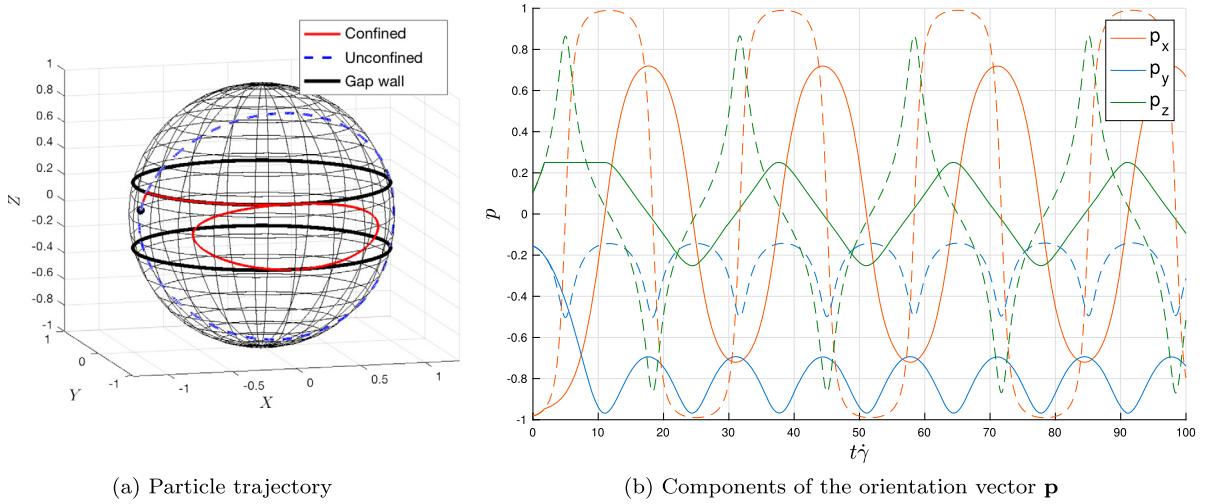 Confined
Unconfined
Gap wall
1
0.8
0.6
0.4
0.2
0
-0.2
-0.4
-0.6
-0.8
-1
Z
1
0
-1
Y
-1
-0.5
0
0.5
1
X
(a) Particle trajectory
1
0.8
0.6
0.4
0.2
0
-0.2
-0.4
-0.6
-0.8
-1
p
p_x
p_y
p_z
0 10 20 30 40 50 60 70 80 90 100
tγ̇
(b) Components of the orientation vector p